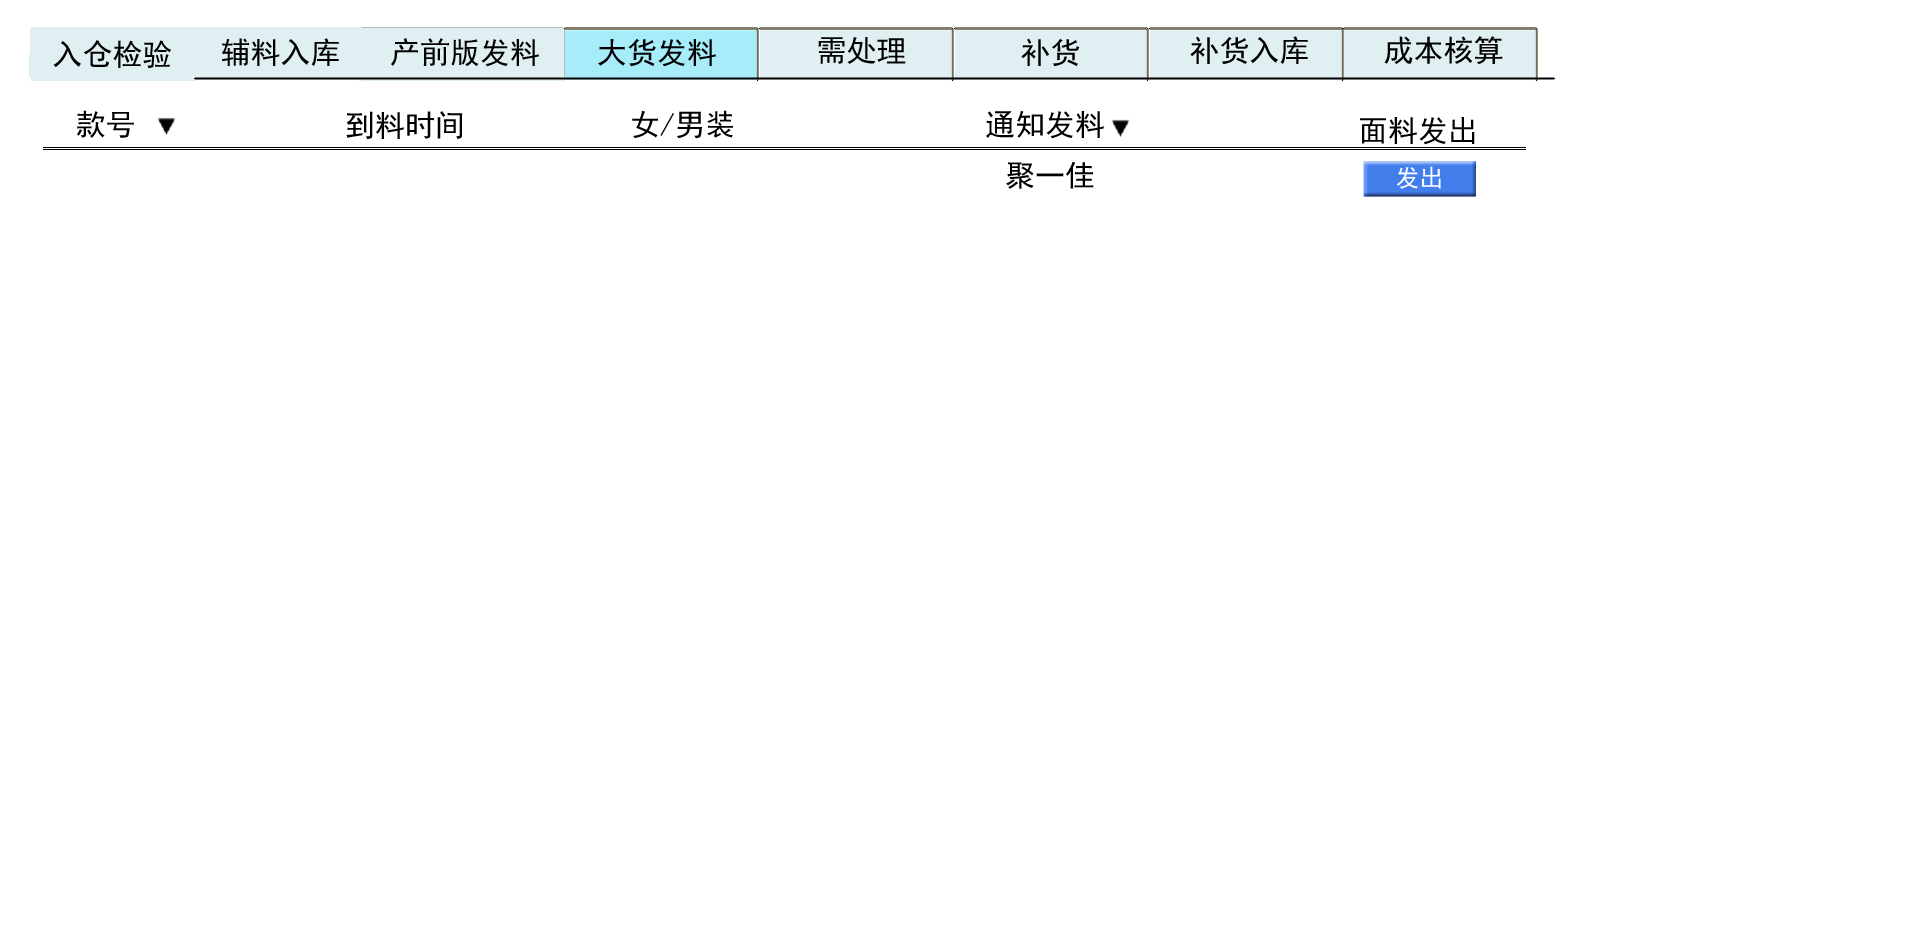 入仓检验 辅料入库 产前版发料 大货发料 需处理 补货 补货入库 成本核算
款号 ▼ 到料时间 女/男装 通知发料▼ 面料发出
聚一佳 发出